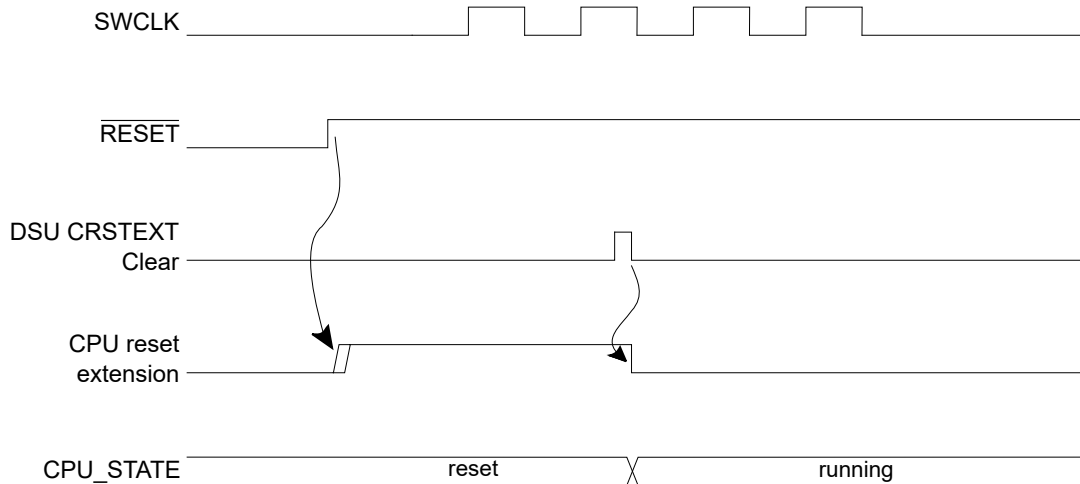 SWCLK
RESET
DSU CRSTEXT
Clear
CPU reset
extension
CPU_STATE reset running